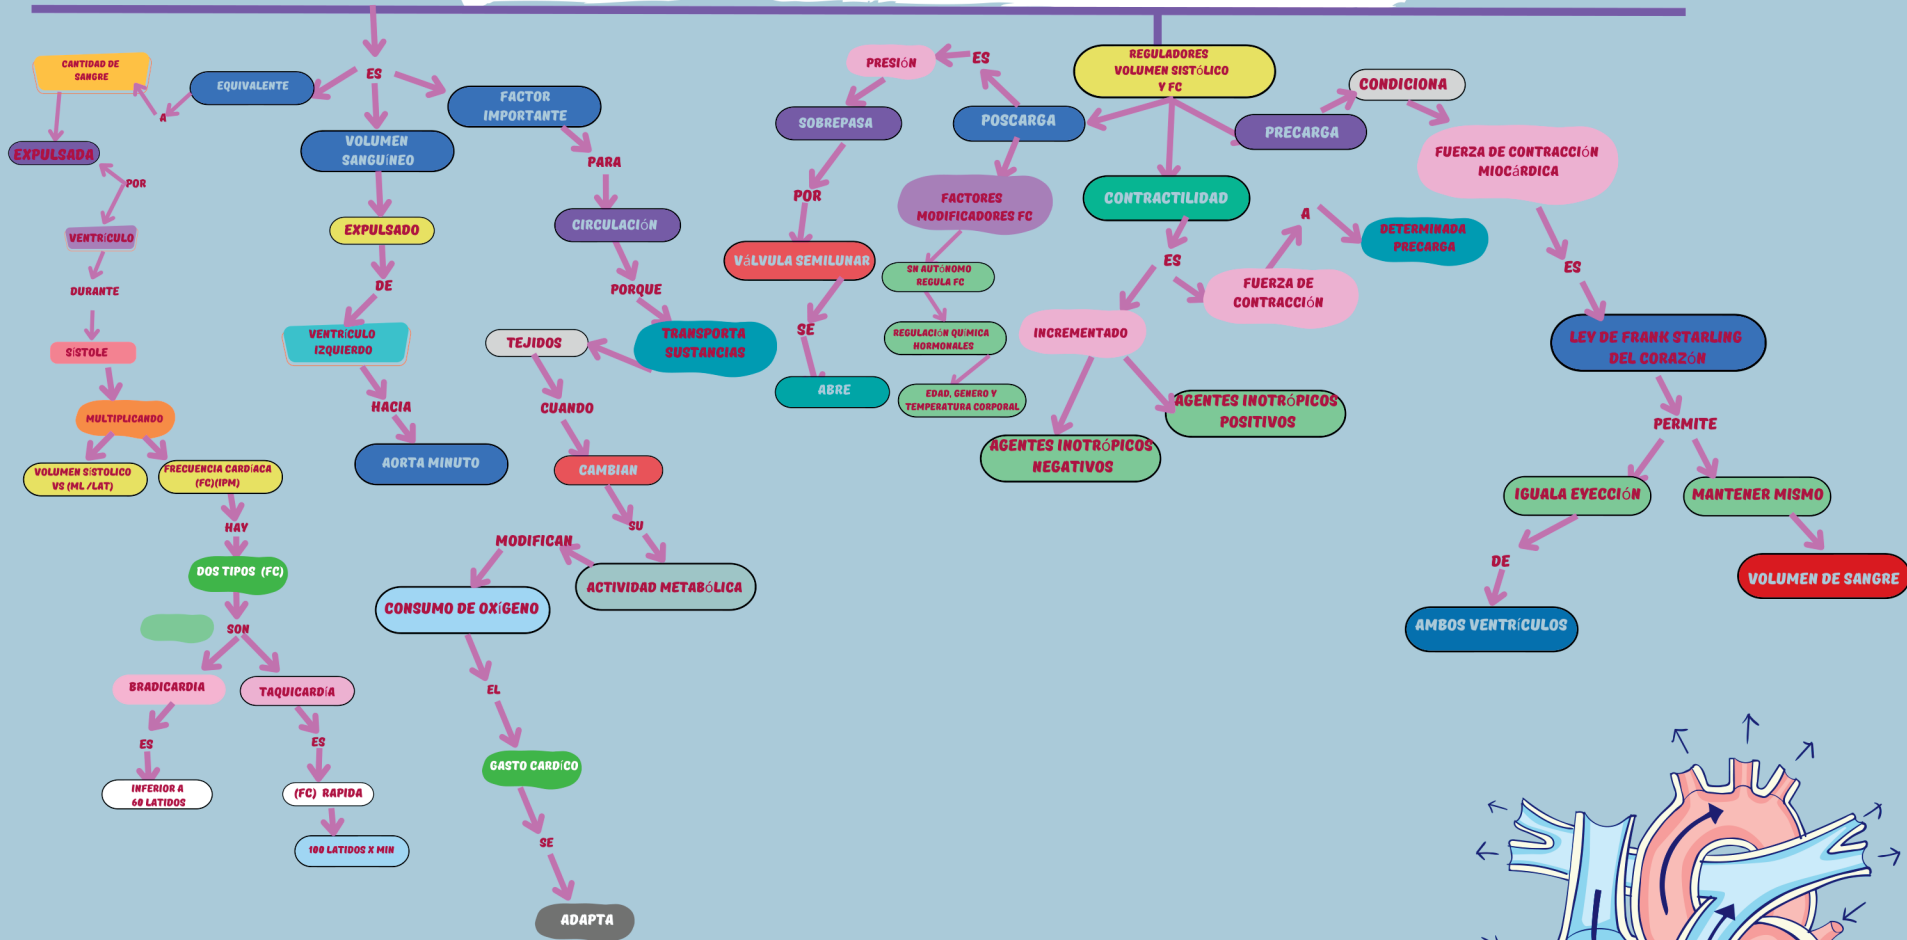 ES
EQUIVALENTE
A
CANTIDAD DE
SANGRE
EXPULSADA
POR
VENTRÍCULO
DURANTE
SÍSTOLE
MULTIPLICANDO
VOLUMEN SÍSTOLICO
VS (ML /LAT)
FRECUENCIA CARDÍACA
(FC)(IPM)
HAY
DOS TIPOS (FC)
SON
BRADICARDIA
ES
INFERIOR A
60 LATIDOS
TAQUICARDÍA
ES
(FC) RAPIDA
100 LATIDOS X MIN
VOLUMEN
SANGUÍNEO
EXPULSADO
DE
VENTRÍCULO
IZQUIERDO
HACIA
AORTA MINUTO
FACTOR
IMPORTANTE
PARA
CIRCULACIÓN
PORQUE
TRANSPORTA
SUSTANCIAS
TEJIDOS
CUANDO
CAMBIAN
SU
ACTIVIDAD METABÓLICA
MODIFICAN
CONSUMO DE OXÍGENO
EL
GASTO CARDÍCO
SE
ADAPTA
REGULADORES
VOLUMEN SISTÓLICO
Y FC
POSCARGA
ES
PRESIÓN
SOBREPASA
POR
VÁLVULA SEMILUNAR
SE
ABRE
FACTORES
MODIFICADORES FC
SN AUTÓNOMO
REGULA FC
REGULACIÓN QUÍMICA
HORMONALES
EDAD, GENERO Y
TEMPERATURA CORPORAL
CONTRACTILIDAD
ES
INCREMENTADO
AGENTES INOTRÓPICOS
NEGATIVOS
AGENTES INOTRÓPICOS
POSITIVOS
FUERZA DE
CONTRACCIÓN
A
DETERMINADA
PRECARGA
PRECARGA
CONDICIONA
FUERZA DE CONTRACCIÓN
MIOCÁRDICA
ES
LEY DE FRANK STARLING
DEL CORAZÓN
PERMITE
IGUALA EYECCIÓN
DE
AMBOS VENTRÍCULOS
MANTENER MISMO
VOLUMEN DE SANGRE